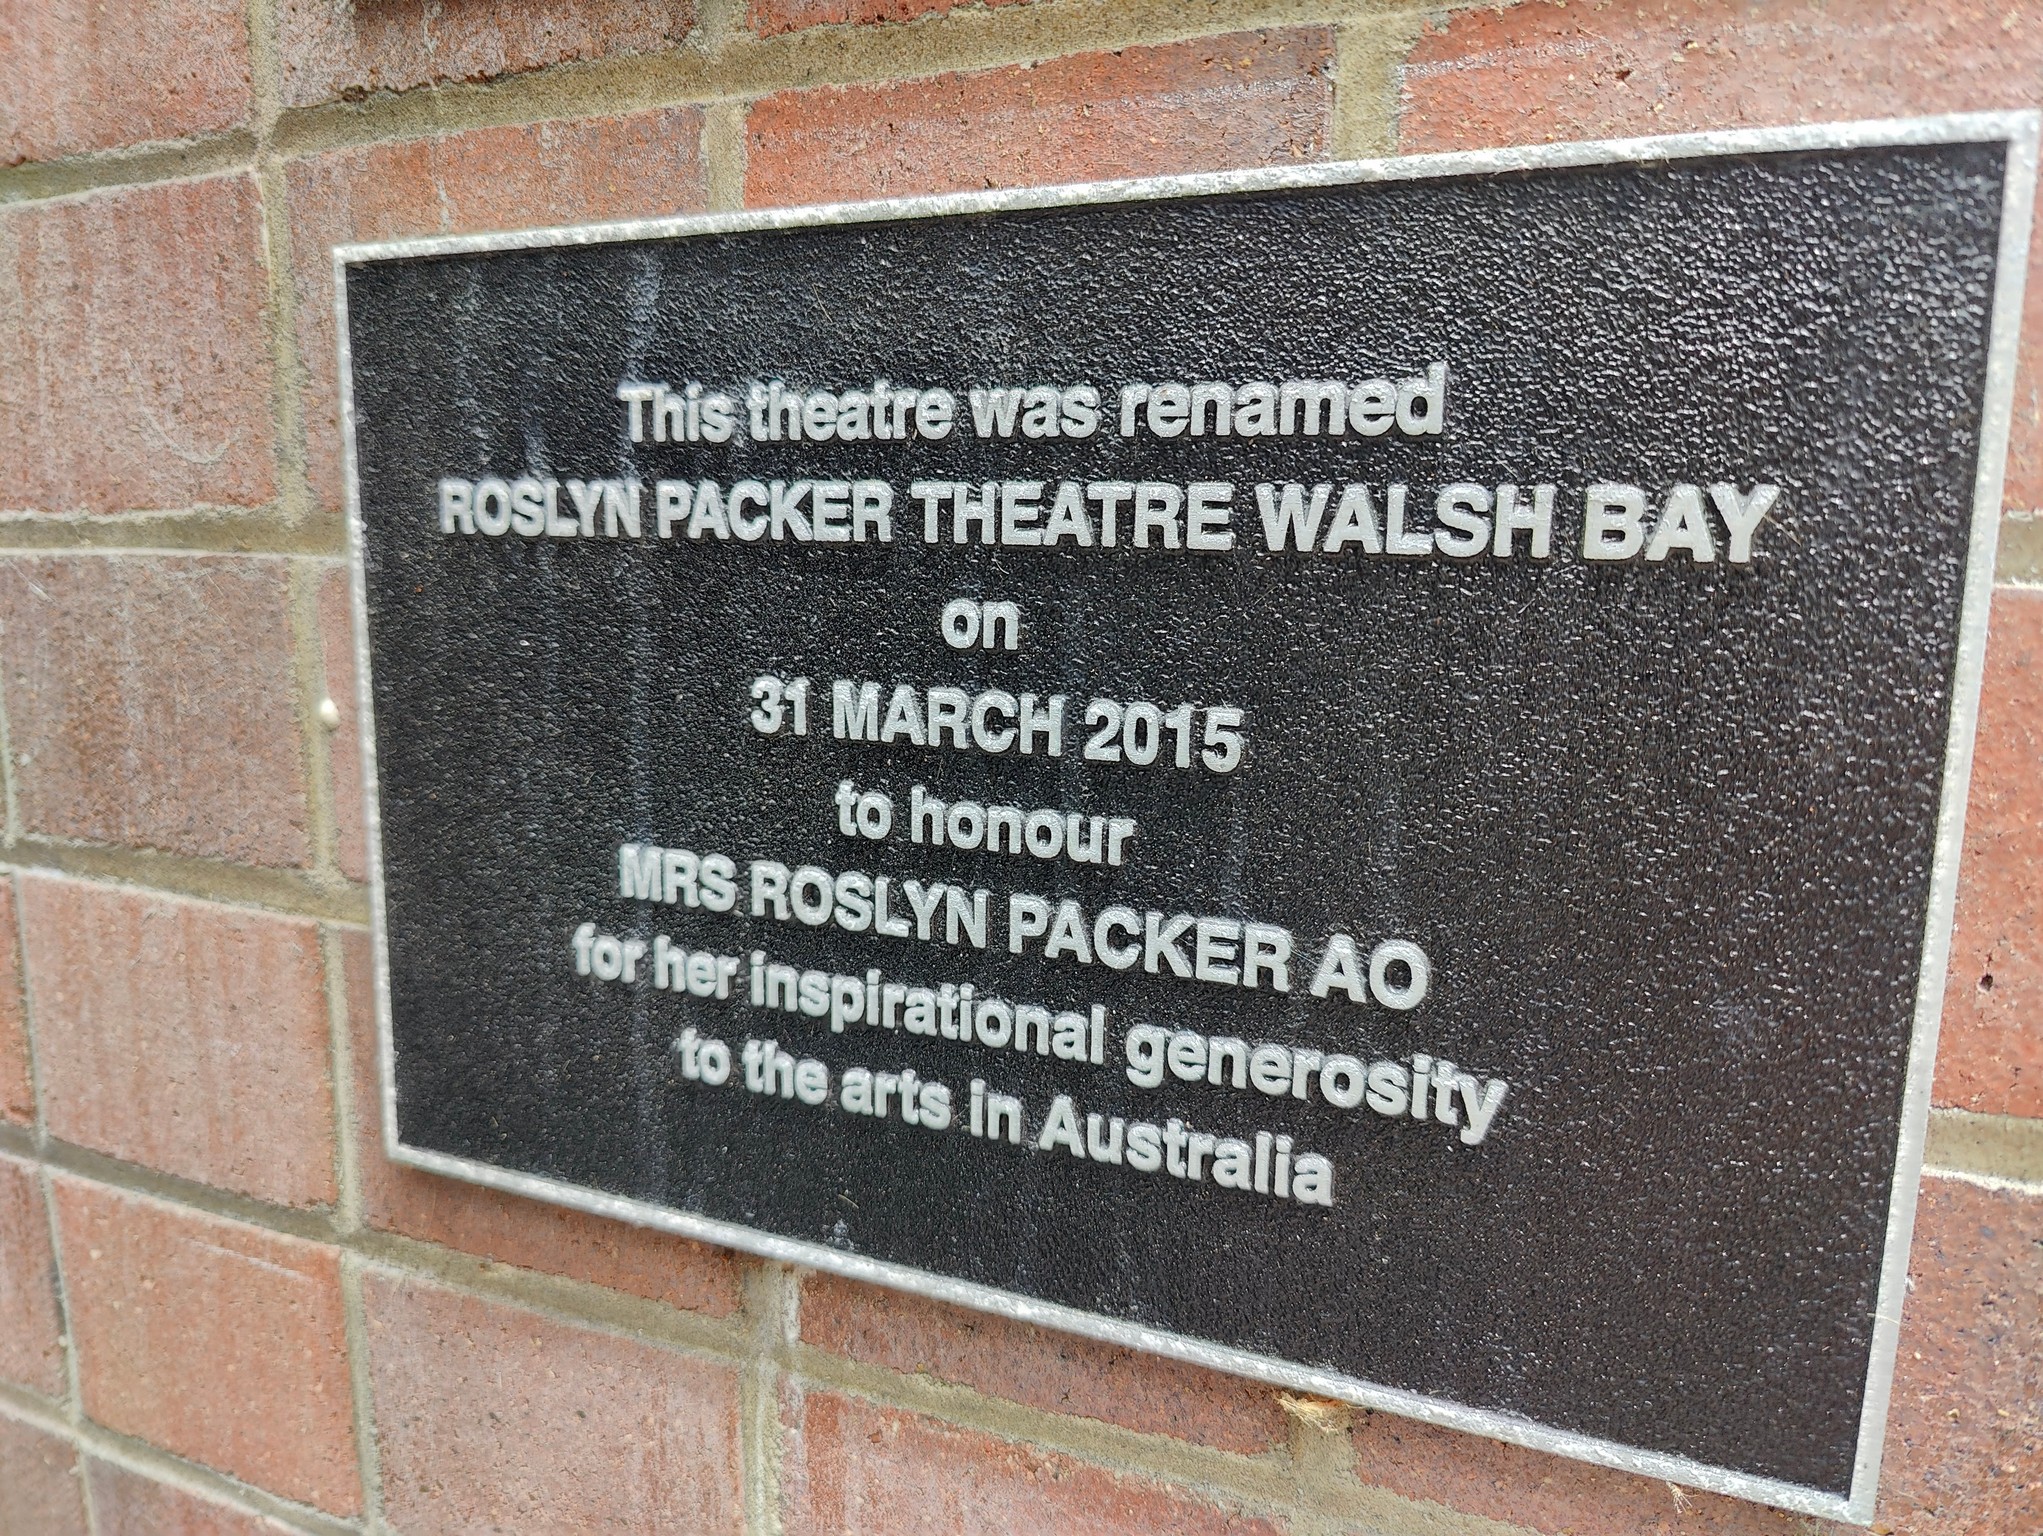 This theatre was renamed
ROSLYN PACKER THEATRE WALSH BAY
on
31 MARCH 2015
to honour
MRS ROSLYN PACKER AO
for her inspirational generosity
to the arts in Australia